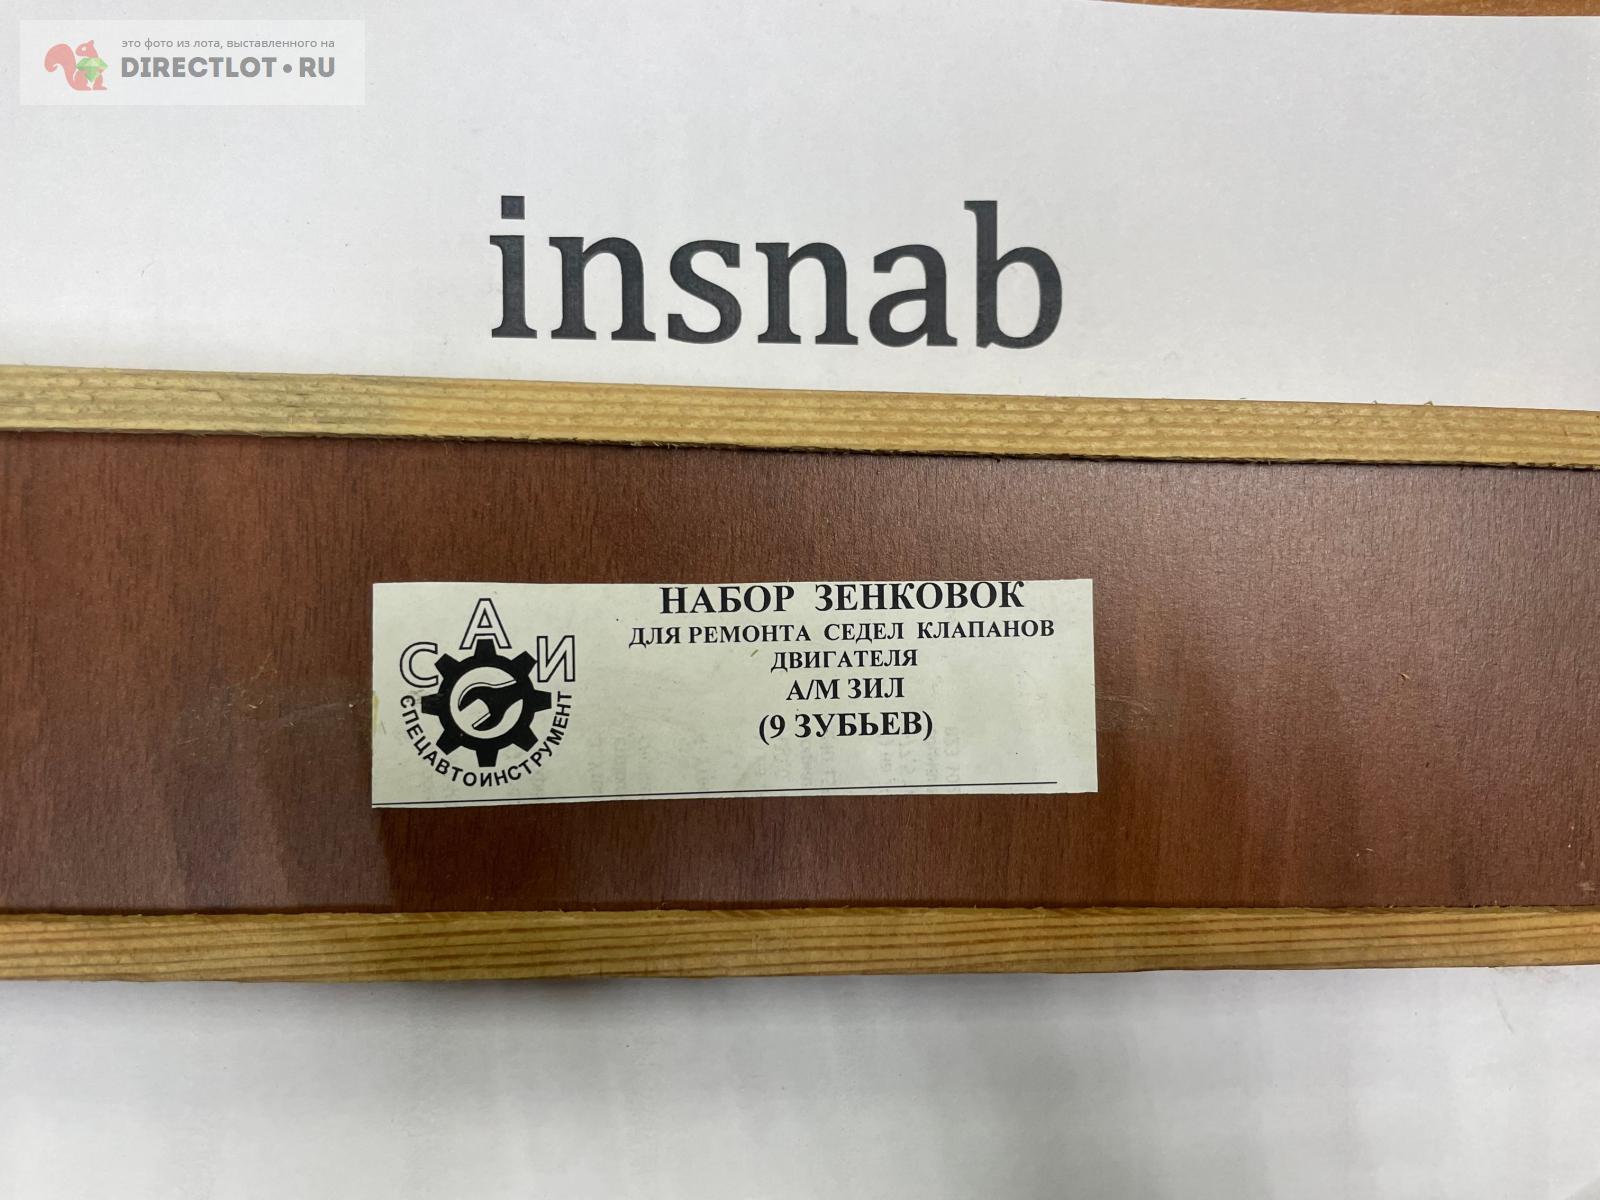 это фото из лота, выставленного на
DIRECTLOT•RU
insnab
НАБОР ЗЕНКОВОК
ДЛЯ РЕМОНТА СЕДЕЛ КЛАПАНОВ
ДВИГАТЕЛЯ
А/М ЗИЛ
(9 ЗУБЬЕВ)
САИ
СПЕЦАВТОИНСТРУМЕНТ